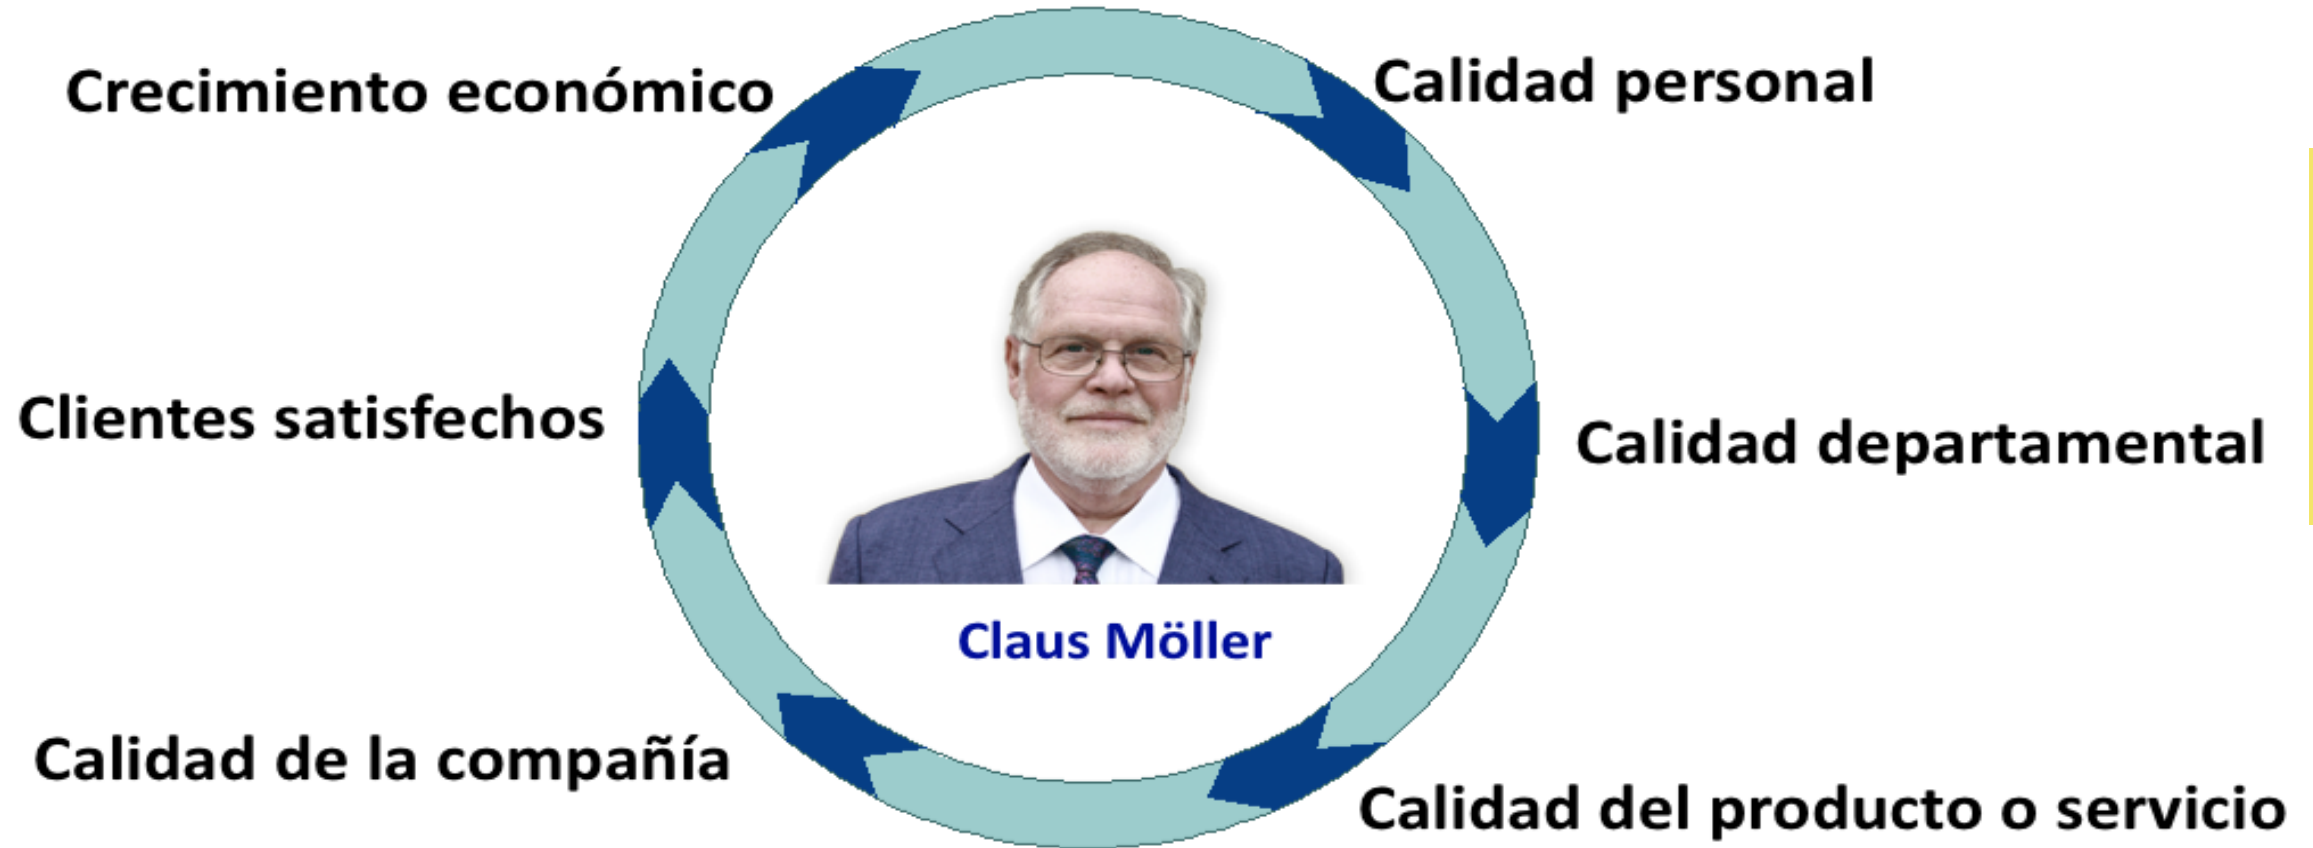 Crecimiento económico
Calidad personal
Clientes satisfechos
Calidad departamental
Claus Möller
Calidad de la compañía
Calidad del producto o servicio